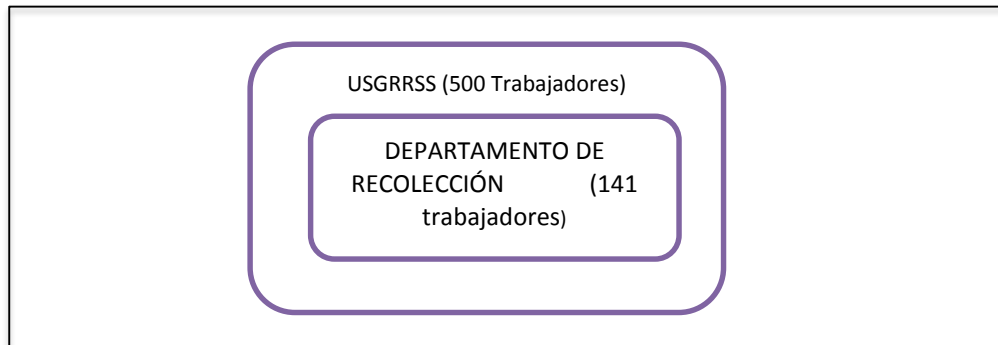 USGRRSS (500 Trabajadores)
DEPARTAMENTO DE
RECOLECCIÓN (141
trabajadores)